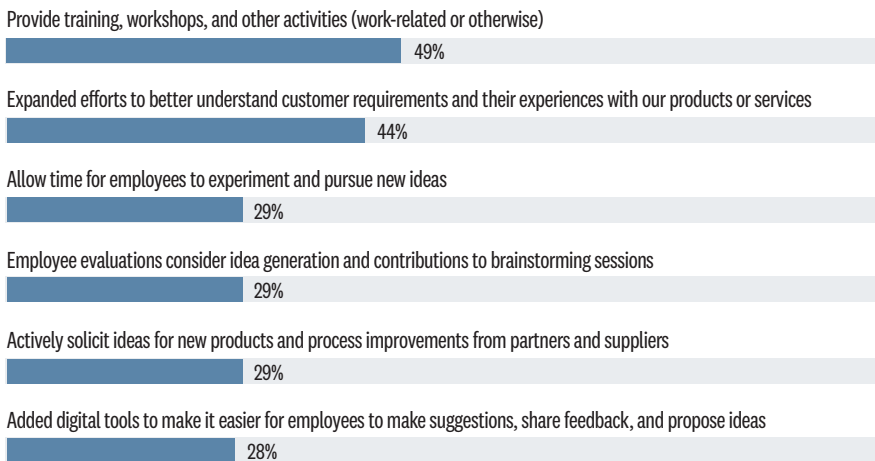 Provide training, workshops, and other activities (work-related or otherwise)
49%
Expanded efforts to better understand customer requirements and their experiences with our products or services
44%
Allow time for employees to experiment and pursue new ideas
29%
Employee evaluations consider idea generation and contributions to brainstorming sessions
29%
Actively solicit ideas for new products and process improvements from partners and suppliers
29%
Added digital tools to make it easier for employees to make suggestions, share feedback, and propose ideas
28%